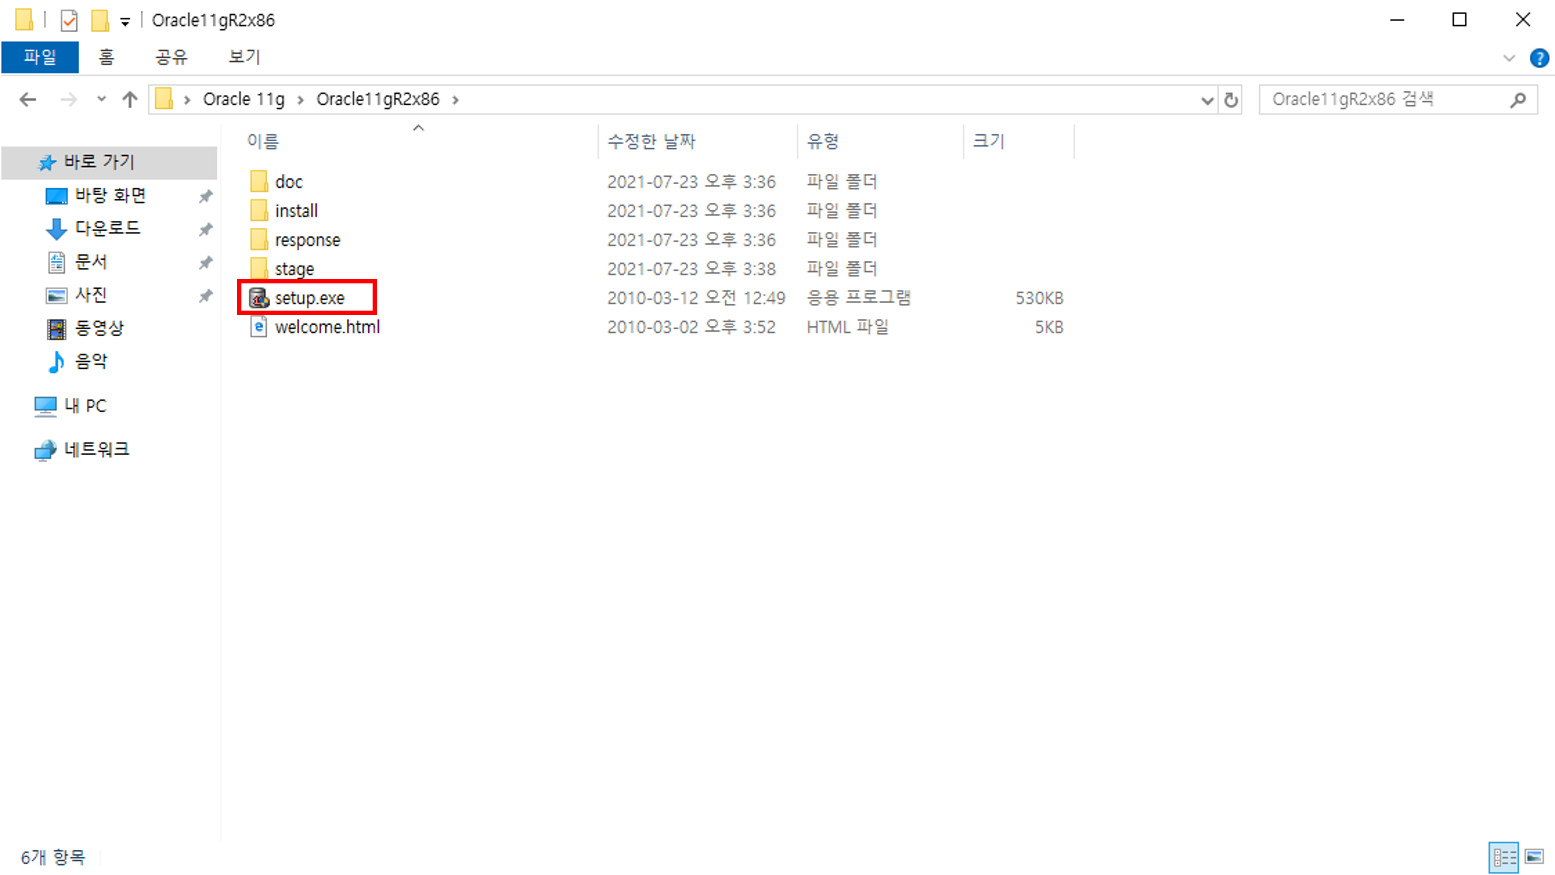 Oracle11gR2x86
파일 홈 공유 보기
Oracle 11g Oracle11gR2x86 Oracle11gR2x86 검색
이름 수정한 날짜 유형 크기
바로 가기
바탕 화면
다운로드
문서
사진
동영상
음악
내 PC
네트워크
doc 2021-07-23 오후 3:36 파일 폴더
install 2021-07-23 오후 3:36 파일 폴더
response 2021-07-23 오후 3:36 파일 폴더
stage 2021-07-23 오후 3:38 파일 폴더
setup.exe 2010-03-12 오전 12:49 응용 프로그램 530KB
welcome.html 2010-03-02 오후 3:52 HTML 파일 5KB
6개 항목